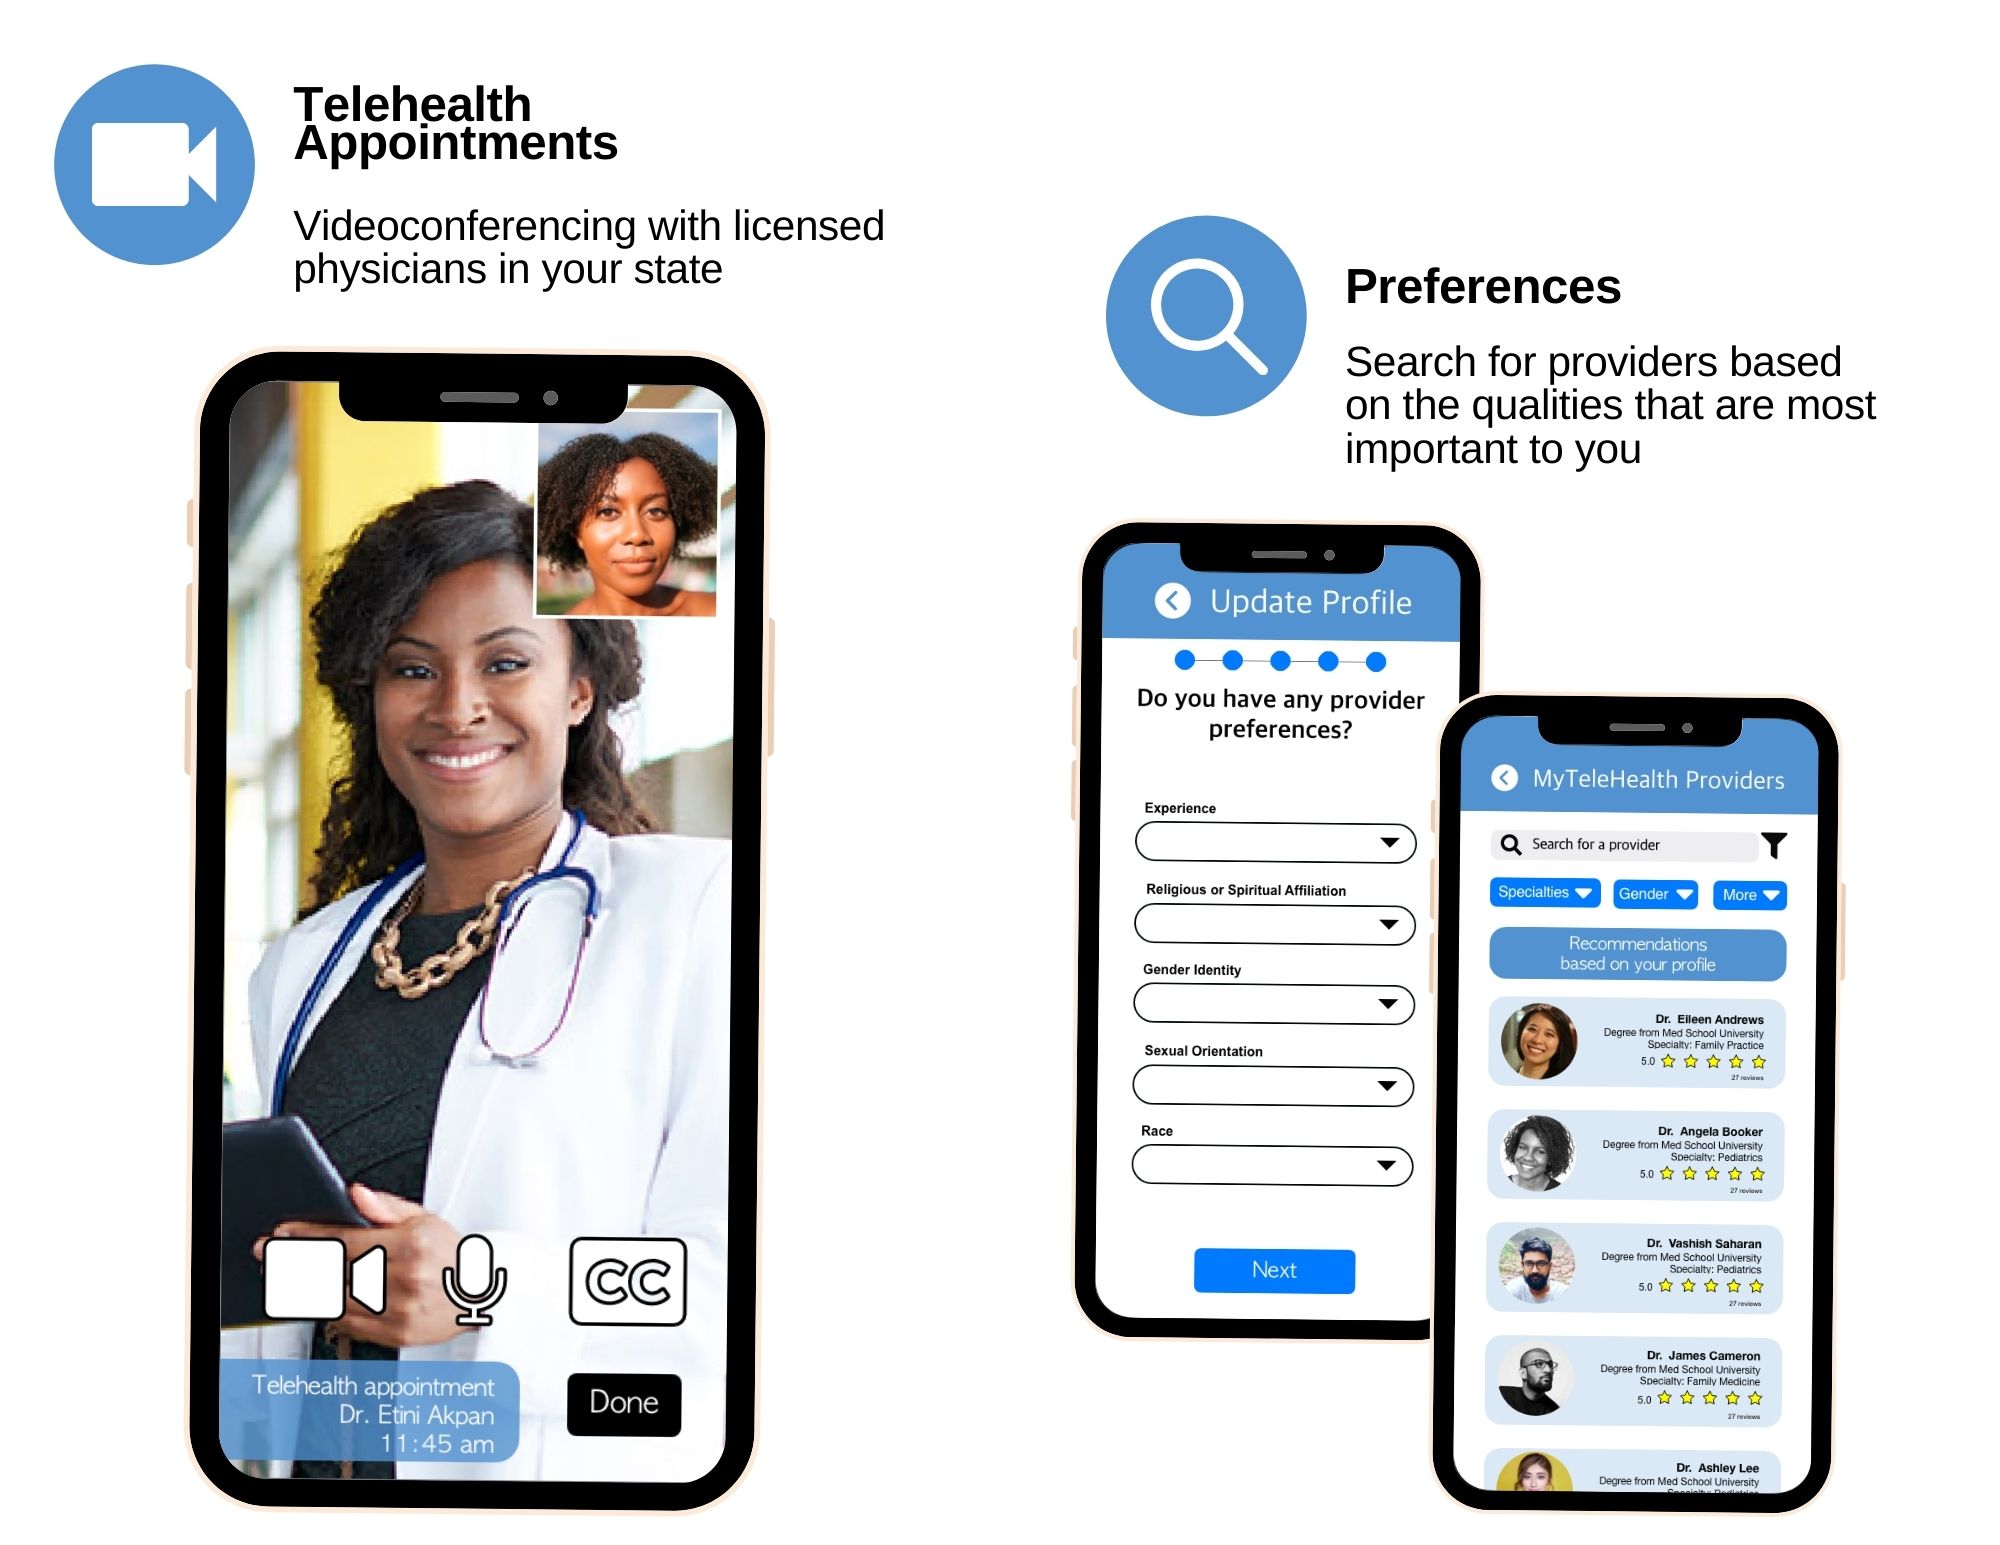 Telehealth
Appointments
Videoconferencing with licensed
physicians in your state
CC
Telehealth appointment
Dr. Etini Akpan
11:45 am
Done
Preferences
Search for providers based
on the qualities that are most
important to you
Update Profile
Do you have any provider
preferences?
Experience
Religious or Spiritual Affiliation
Gender Identity
Sexual Orientation
Race
Next
MyTeleHealth Providers
Search for a provider
Specialties Gender More
Recommendations
based on your profile
Dr. Eileen Andrews
Degree from Med School University
Specialty: Family Practice
5.0
27 reviews
Dr. Angela Booker
Degree from Med School University
Specialty: Pediatrics
5.0
27 reviews
Dr. Vashish Saharan
Degree from Med School University
Specialty: Pediatrics
5.0
27 reviews
Dr. James Cameron
Degree from Med School University
Specialty: Family Medicine
5.0
27 reviews
Dr. Ashley Lee
Degree from Med School University
Specialty: Pediatrics